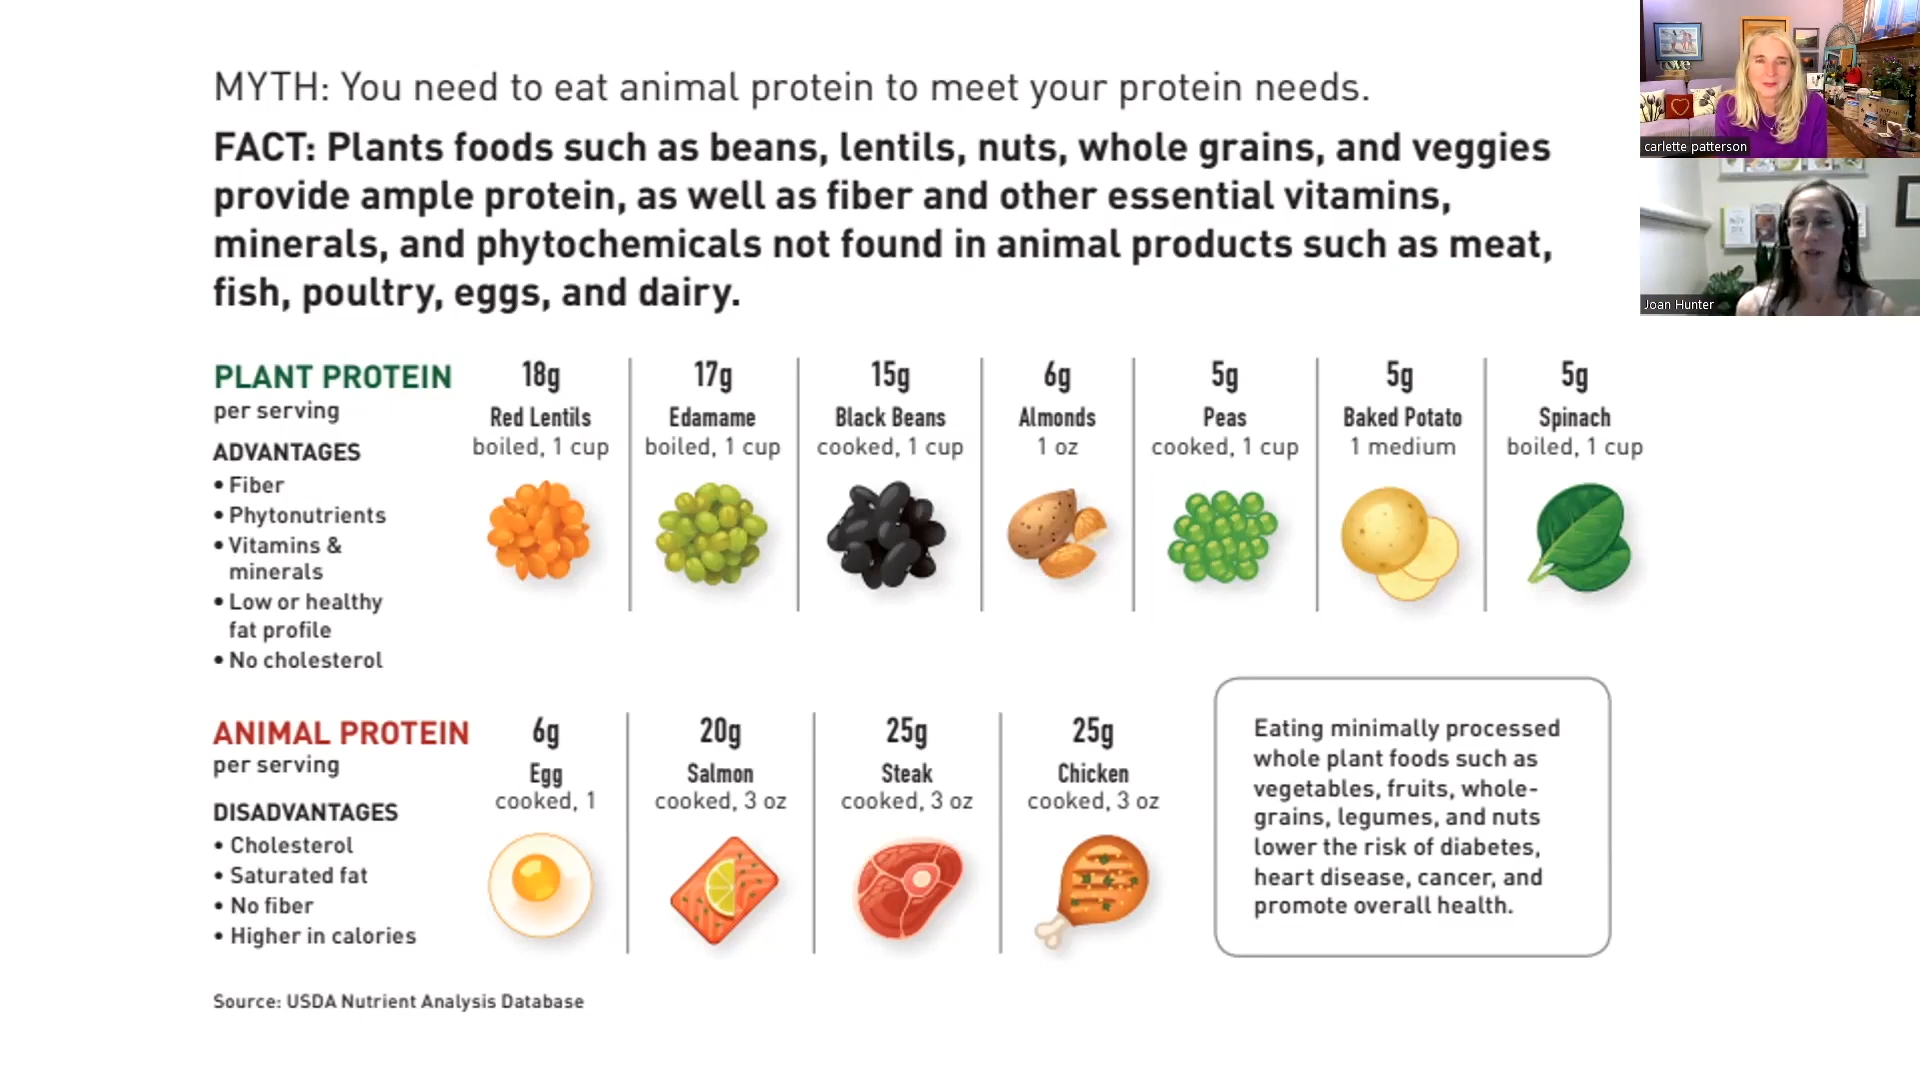 MYTH: You need to eat animal protein to meet your protein needs.
FACT: Plants foods such as beans, lentils, nuts, whole grains, and veggies
provide ample protein, as well as fiber and other essential vitamins,
minerals, and phytochemicals not found in animal products such as meat,
fish, poultry, eggs, and dairy.
carlette patterson
Joan Hunter
PLANT PROTEIN
per serving
ADVANTAGES
• Fiber
• Phytonutrients
• Vitamins &
minerals
• Low or healthy
fat profile
• No cholesterol
18g
Red Lentils
boiled, 1 cup
17g
Edamame
boiled, 1 cup
15g
Black Beans
cooked, 1 cup
6g
Almonds
1 oz
5g
Peas
cooked, 1 cup
5g
Baked Potato
1 medium
5g
Spinach
boiled, 1 cup
ANIMAL PROTEIN
per serving
DISADVANTAGES
• Cholesterol
• Saturated fat
• No fiber
• Higher in calories
6g
Egg
cooked, 1
20g
Salmon
cooked, 3 oz
25g
Steak
cooked, 3 oz
25g
Chicken
cooked, 3 oz
Eating minimally processed
whole plant foods such as
vegetables, fruits, whole-
grains, legumes, and nuts
lower the risk of diabetes,
heart disease, cancer, and
promote overall health.
Source: USDA Nutrient Analysis Database